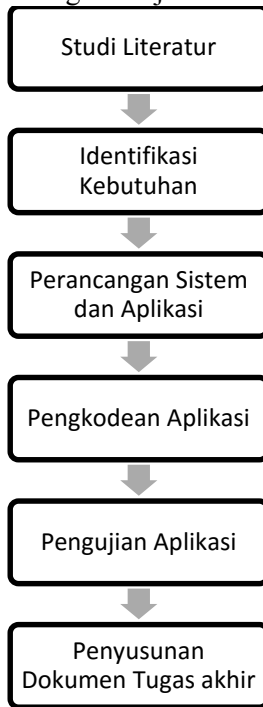 Studi Literatur
Identifikasi
Kebutuhan
Perancangan Sistem
dan Aplikasi
Pengkodean Aplikasi
Pengujian Aplikasi
Penyusunan
Dokumen Tugas akhir